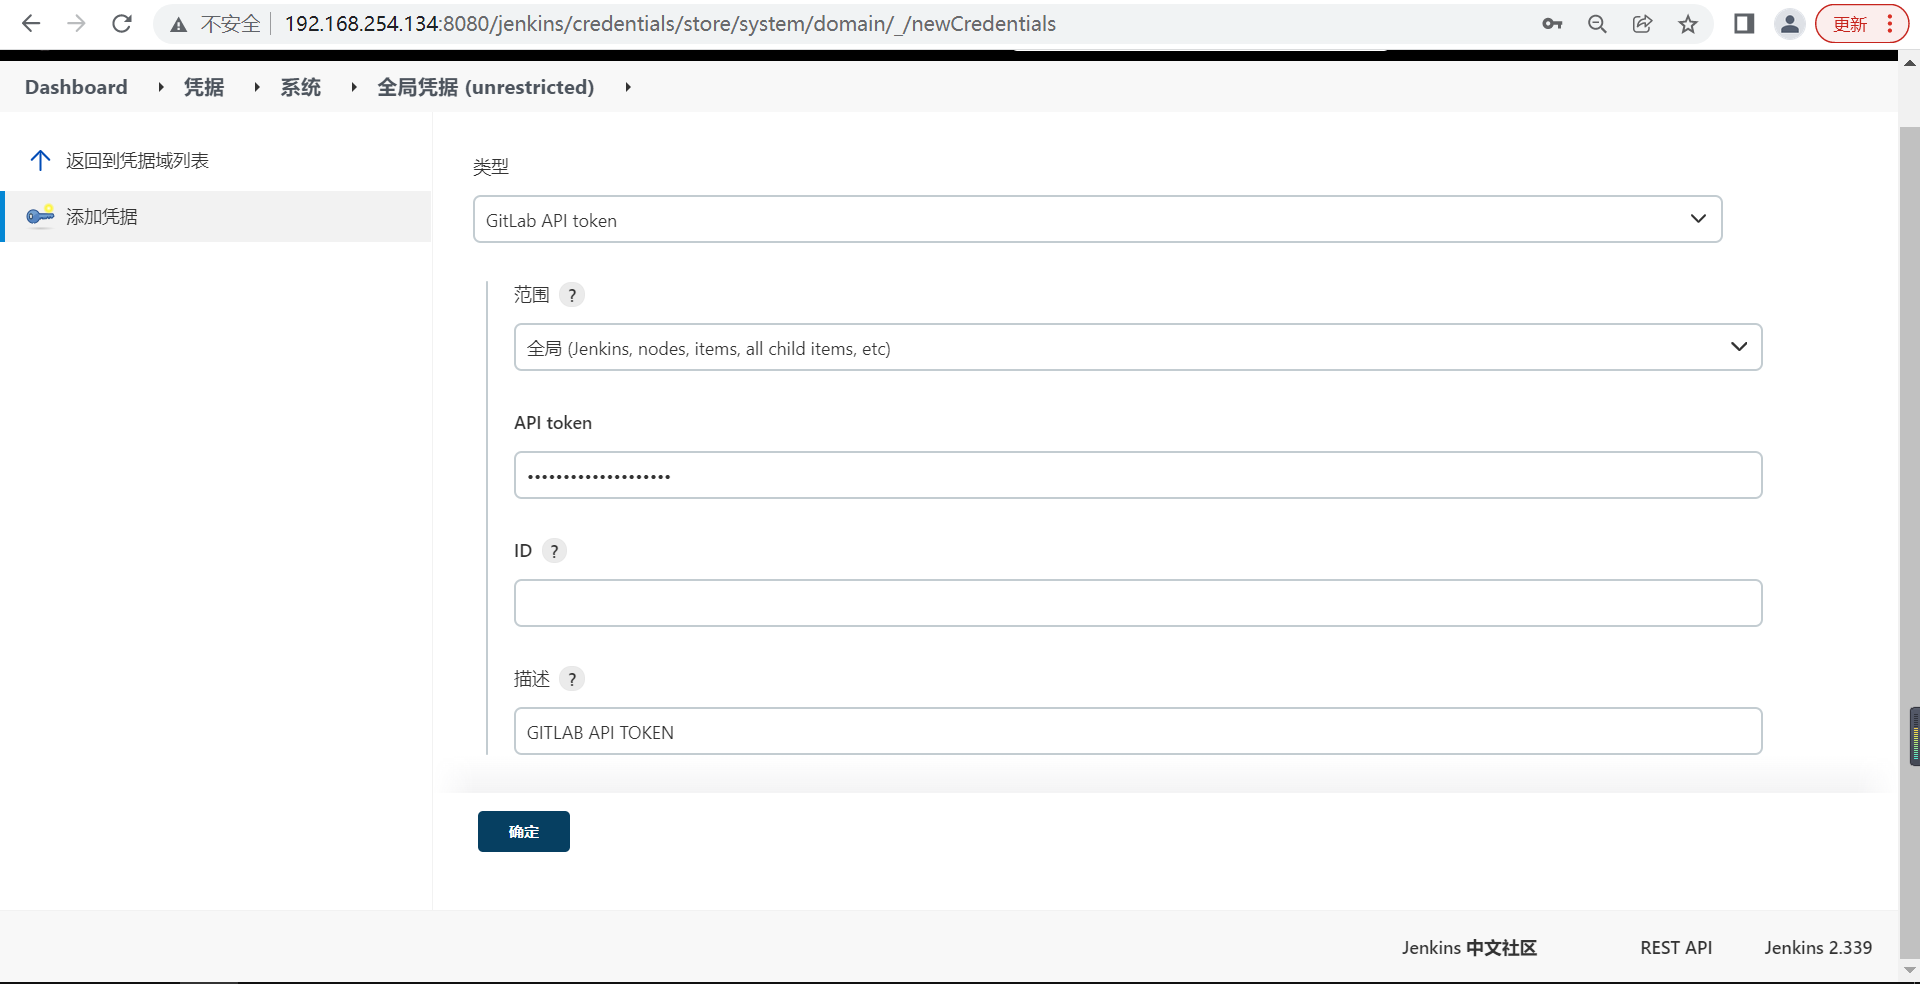 不安全 192.168.254.134:8080/jenkins/credentials/store/system/domain/_/newCredentials 更新
Dashboard 凭据 系统 全局凭据 (unrestricted)
返回到凭据域列表
添加凭据
类型
GitLab API token
范围 ?
全局 (Jenkins, nodes, items, all child items, etc)
API token
••••••••••••••••••••
ID ?
描述 ?
GITLAB API TOKEN
确定
Jenkins 中文社区 REST API Jenkins 2.339